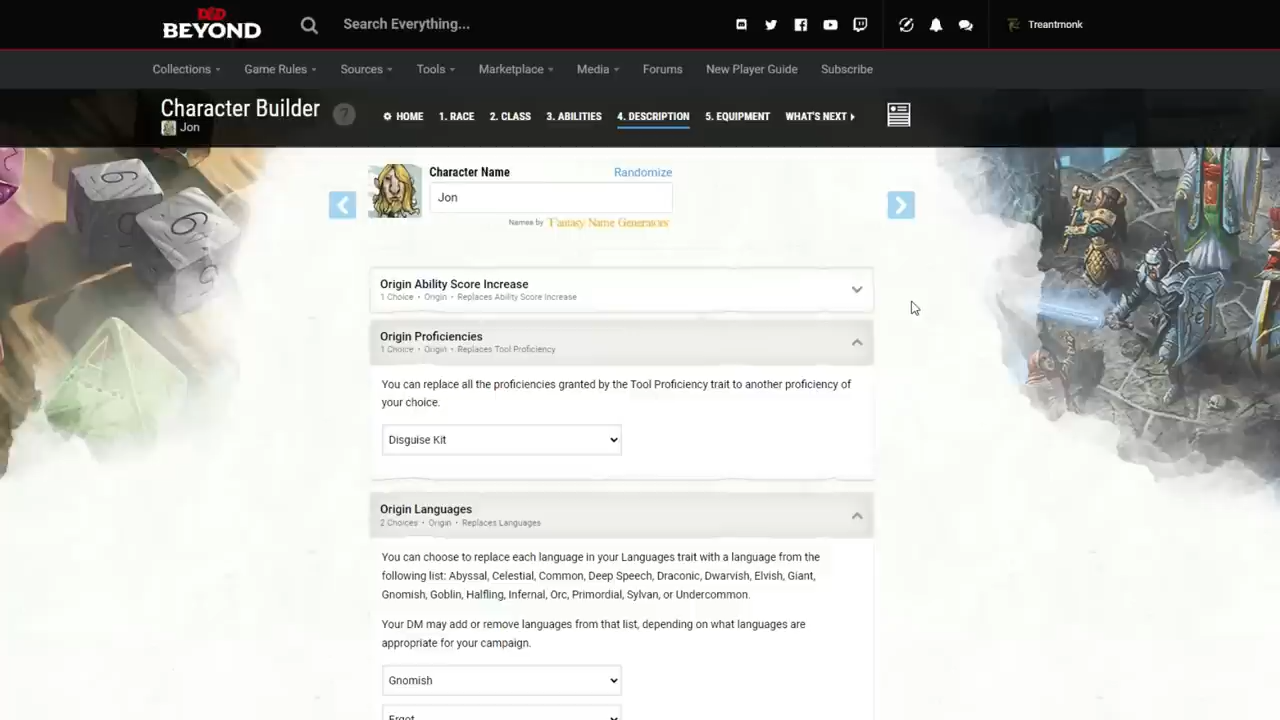 D&D
BEYOND
Search Everything...
Treantmonk
Collections
Game Rules
Sources
Tools
Marketplace
Media
Forums
New Player Guide
Subscribe
Character Builder
?
Jon
HOME
1. RACE
2. CLASS
3. ABILITIES
4. DESCRIPTION
5. EQUIPMENT
WHAT'S NEXT
Character Name
Randomize
Jon
Names by Fantasy Name Generators
Origin Ability Score Increase
1 Choice • Origin • Replaces Ability Score Increase
Origin Proficiencies
1 Choice • Origin • Replaces Tool Proficiency
You can replace all the proficiencies granted by the Tool Proficiency trait to another proficiency of
your choice.
Disguise Kit
Origin Languages
2 Choices • Origin • Replaces Languages
You can choose to replace each language in your Languages trait with a language from the
following list: Abyssal, Celestial, Common, Deep Speech, Draconic, Dwarvish, Elvish, Giant,
Gnomish, Goblin, Halfling, Infernal, Orc, Primordial, Sylvan, or Undercommon.
Your DM may add or remove languages from that list, depending on what languages are
appropriate for your campaign.
Gnomish
Ergot